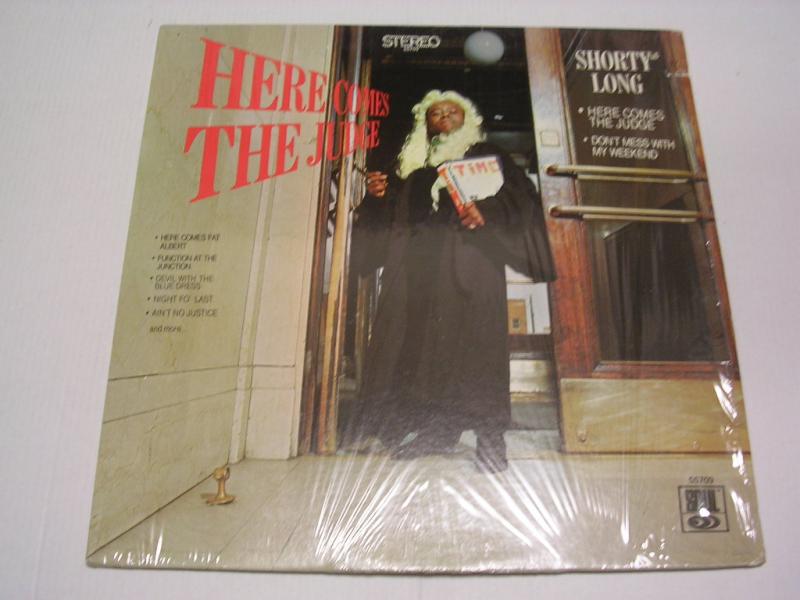 STEREO
HERE COMES
THE JUDGE
SHORTY
LONG
• HERE COMES
THE JUDGE
• DON'T MESS WITH
MY WEEKEND
TIME
• HERE COMES FAT
ALBERT
• FUNCTION AT THE
JUNCTION
• DEVIL WITH THE
BLUE DRESS
• NIGHT FO' LAST
• AIN'T NO JUSTICE
and more...
SS709
SOUL